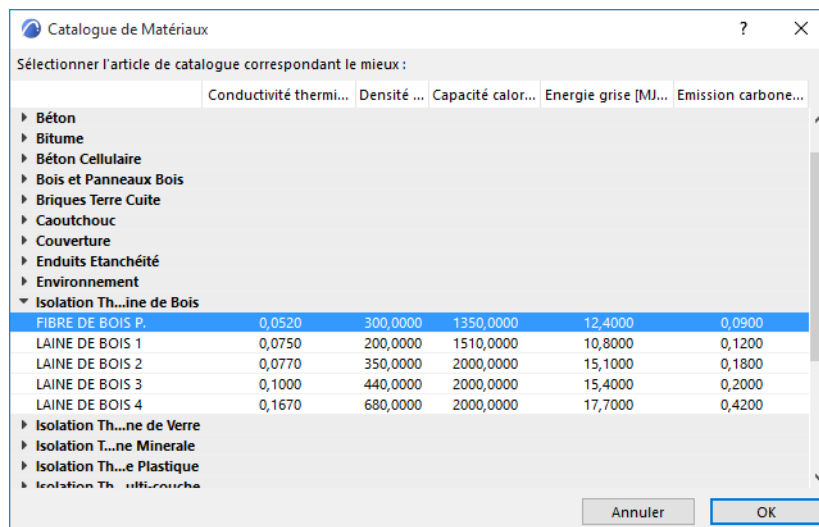 Catalogue de Matériaux
Sélectionner l'article de catalogue correspondant le mieux :
Conductivité thermi... Densité ... Capacité calor... Energie grise [MJ... Emission carbone...
Béton
Bitume
Béton Cellulaire
Bois et Panneaux Bois
Briques Terre Cuite
Caoutchouc
Couverture
Enduits Etanchéité
Environnement
Isolation Th...ine de Bois
FIBRE DE BOIS P. 0,0520 300,0000 1350,0000 12,4000 0,0900
LAINE DE BOIS 1 0,0750 200,0000 1510,0000 10,8000 0,1200
LAINE DE BOIS 2 0,0770 350,0000 2000,0000 15,1000 0,1800
LAINE DE BOIS 3 0,1000 440,0000 2000,0000 15,4000 0,2000
LAINE DE BOIS 4 0,1670 680,0000 2000,0000 17,7000 0,4200
Isolation Th...ne de Verre
Isolation T...ne Minerale
Isolation Th...e Plastique
Isolation Th...ulti-couche
Annuler OK